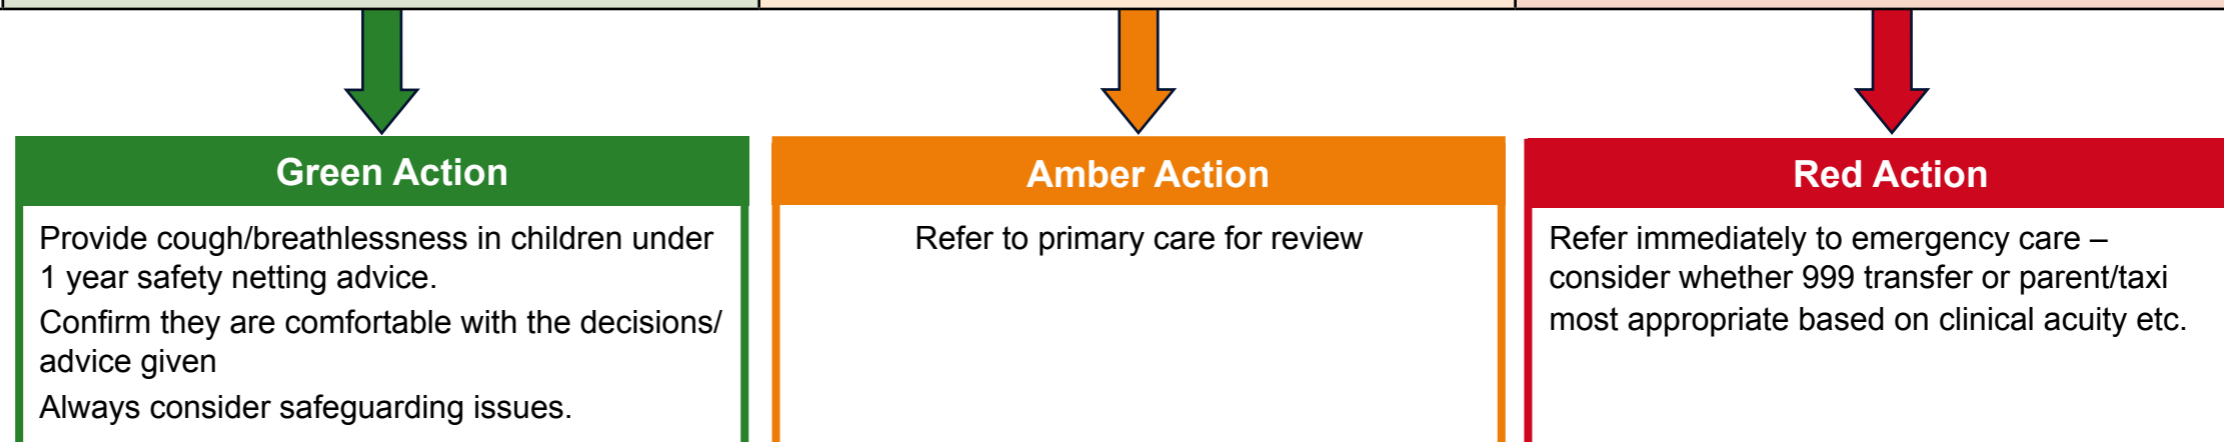 Green Action
Provide cough/breathlessness in children under
1 year safety netting advice.
Confirm they are comfortable with the decisions/
advice given
Always consider safeguarding issues.
Amber Action
Refer to primary care for review
Red Action
Refer immediately to emergency care –
consider whether 999 transfer or parent/taxi
most appropriate based on clinical acuity etc.